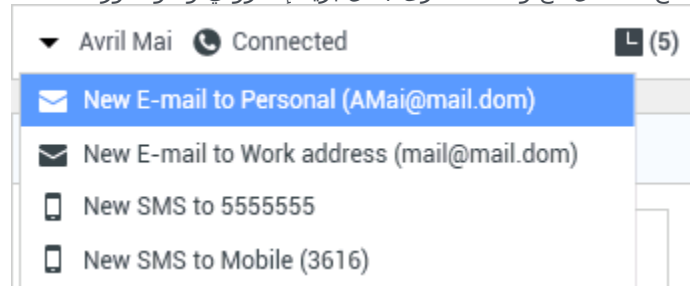 Avril Mai Connected (5)
New E-mail to Personal (AMai@mail.dom)
New E-mail to Work address (mail@mail.dom)
New SMS to 5555555
New SMS to Mobile (3616)